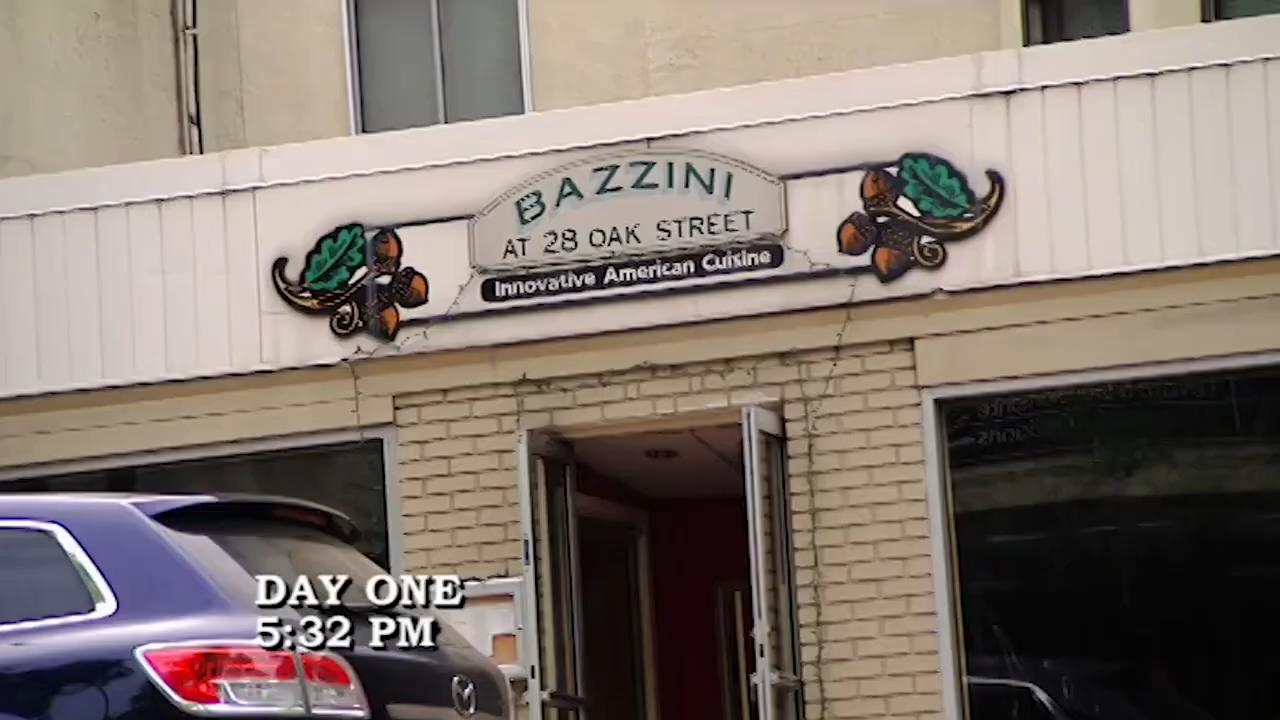 BAZZINI
AT 28 OAK STREET
Innovative American Cuisine
DAY ONE
5:32 PM